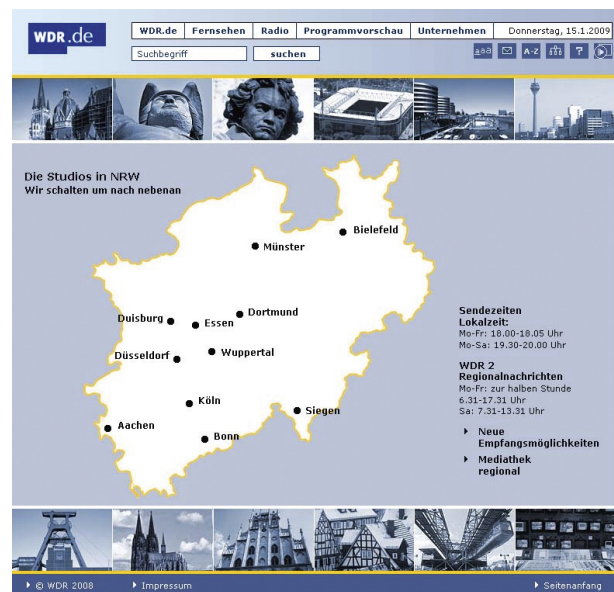 WDR.de
WDR.de Fernsehen Radio Programmvorschau Unternehmen Donnerstag, 15.1.2009
Suchbegriff suchen aaa A-Z ?
Die Studios in NRW
Wir schalten um nach nebenan
Bielefeld
Münster
Dortmund
Duisburg
Essen
Wuppertal
Düsseldorf
Köln
Siegen
Aachen
Bonn
Sendezeiten
Lokalzeit:
Mo-Fr: 18.00-18.05 Uhr
Mo-Sa: 19.30-20.00 Uhr
WDR 2
Regionalnachrichten
Mo-Fr: zur halben Stunde
6.31-17.31 Uhr
Sa: 7.31-13.31 Uhr
Neue
Empfangsmöglichkeiten
Mediathek
regional
© WDR 2008 Impressum Seitenanfang